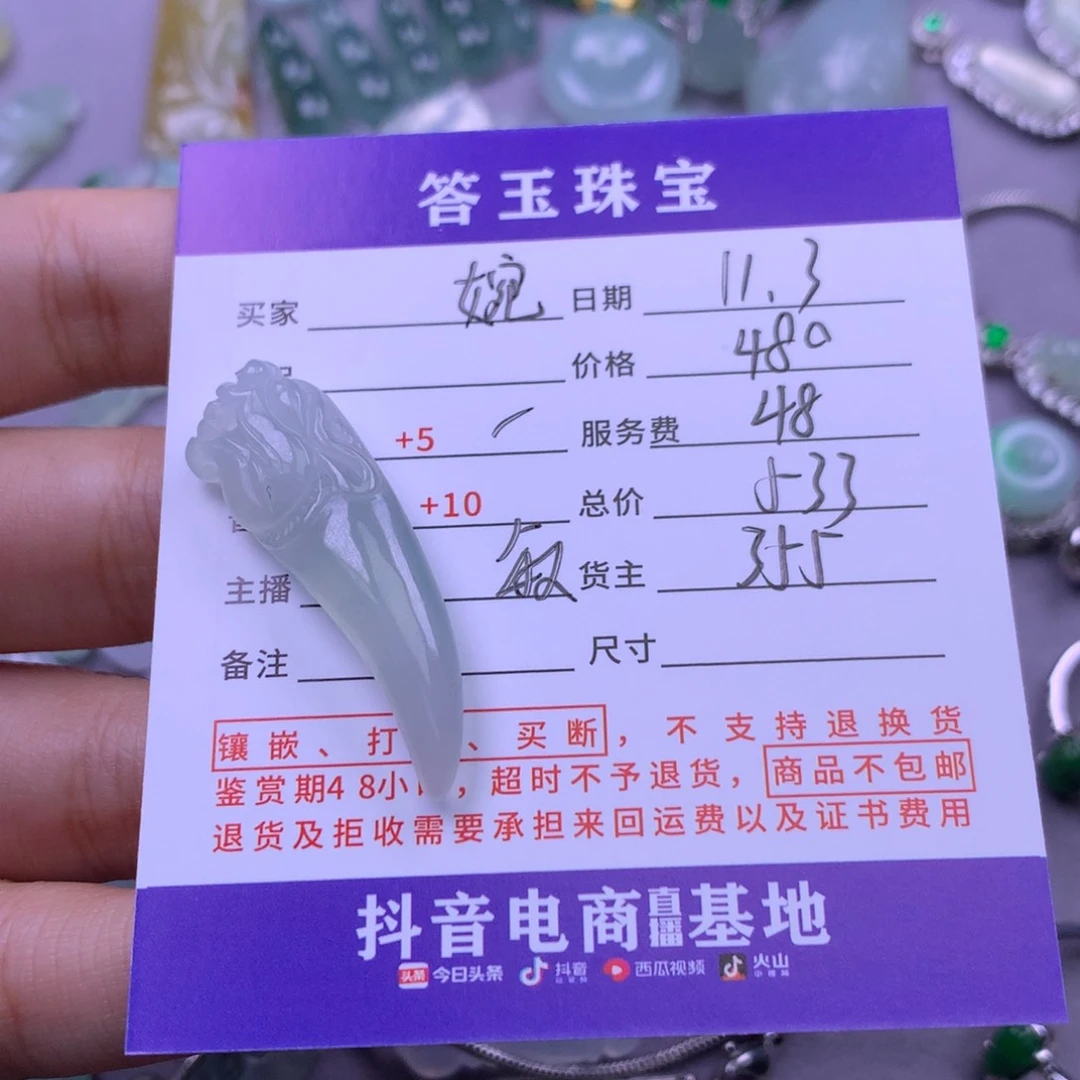 答玉珠宝
买家 婉 日期 11.3
价格 480
+5 服务费 48
+10 总价 533
主播 叙 货主 355
备注 尺寸
镶嵌、打 、买断，不支持退换货
鉴赏期48小 ，超时不予退货，商品不包邮
退货及拒收需要承担来回运费以及证书费用
抖音电商直播基地
头条 今日头条 抖音 西瓜视频 火山